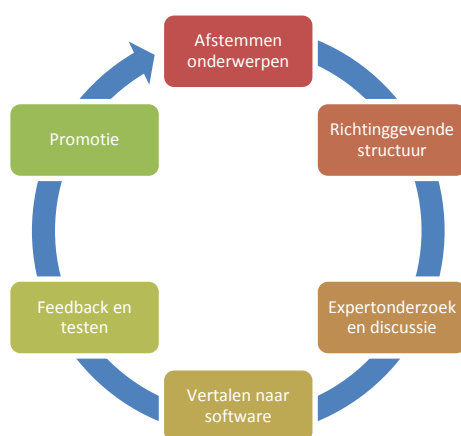 Afstemmen
onderwerpen
Richtinggevende
structuur
Expertonderzoek
en discussie
Vertalen naar
software
Feedback en
testen
Promotie